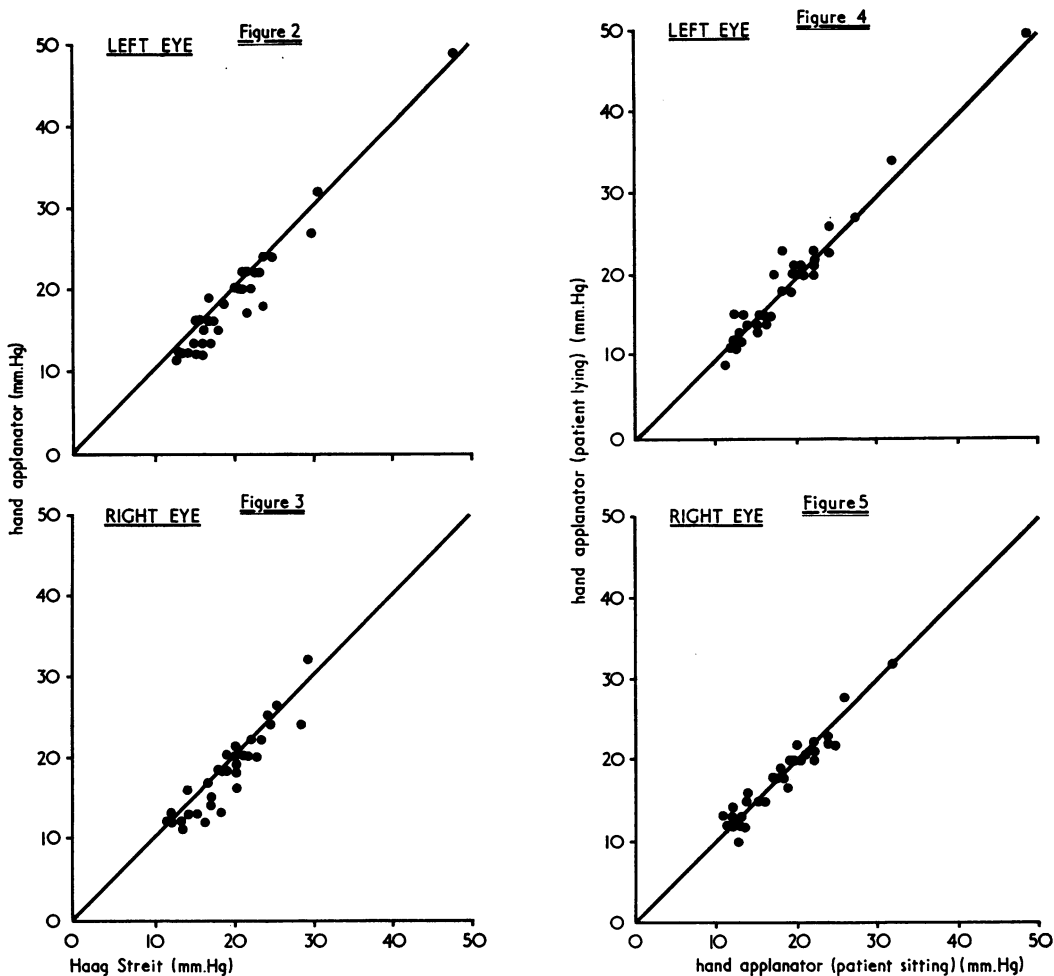 LEFT EYE
Figure 2
50
40
30
20
10
0
hand applanator (mm.Hg)
RIGHT EYE
Figure 3
50
40
30
20
10
0
0 10 20 30 40 50
Haag Streit (mm.Hg)
LEFT EYE
Figure 4
50
40
30
20
10
0
hand applanator (patient lying) (mm.Hg)
RIGHT EYE
Figure 5
50
40
30
20
10
0
0 10 20 30 40 50
hand applanator (patient sitting) (mm.Hg)